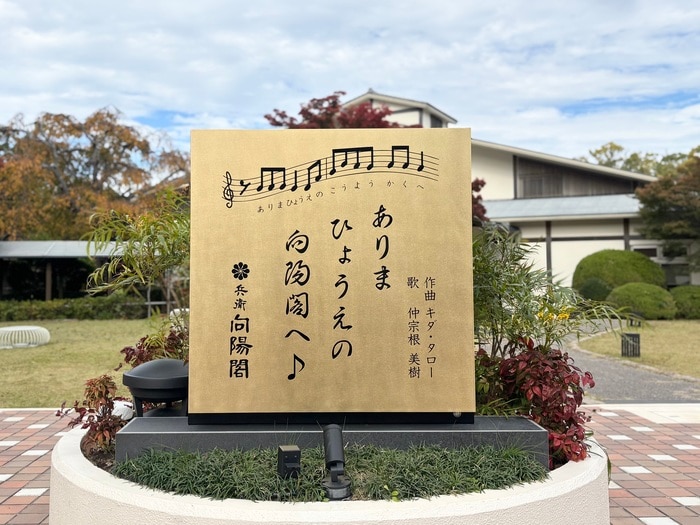 ありまひょうえの こうよう かくへ
ありま
ひょうえの
向陽閣へ♪
作曲 キダ・タロー
歌 仲宗根 美樹
兵衛
向陽閣